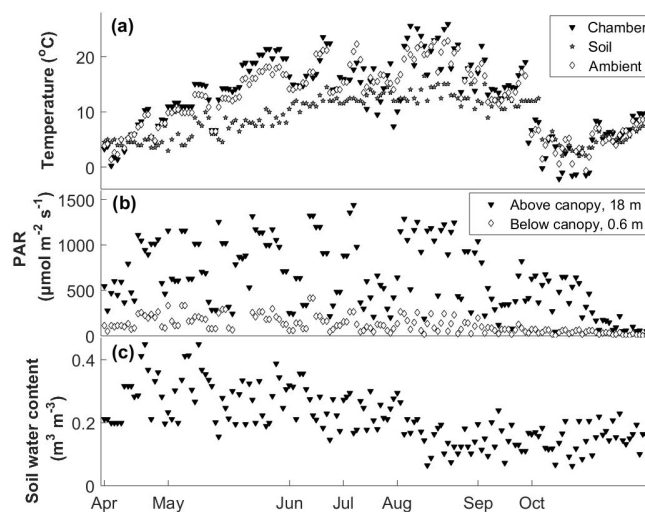 (a)
Chamber
Soil
Ambient
Temperature (°C)
20
10
0
(b)
Above canopy, 18 m
Below canopy, 0.6 m
PAR
(µmol m⁻² s⁻¹)
1500
1000
500
0
(c)
Soil water content
(m³ m⁻³)
0.4
0.2
0
Apr May Jun Jul Aug Sep Oct